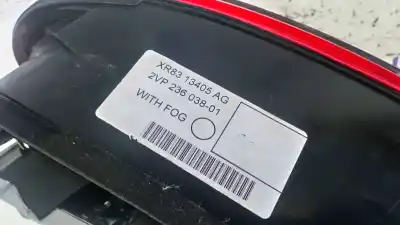 XR83 13405 AG
2VP 236 038-01
WITH FOG